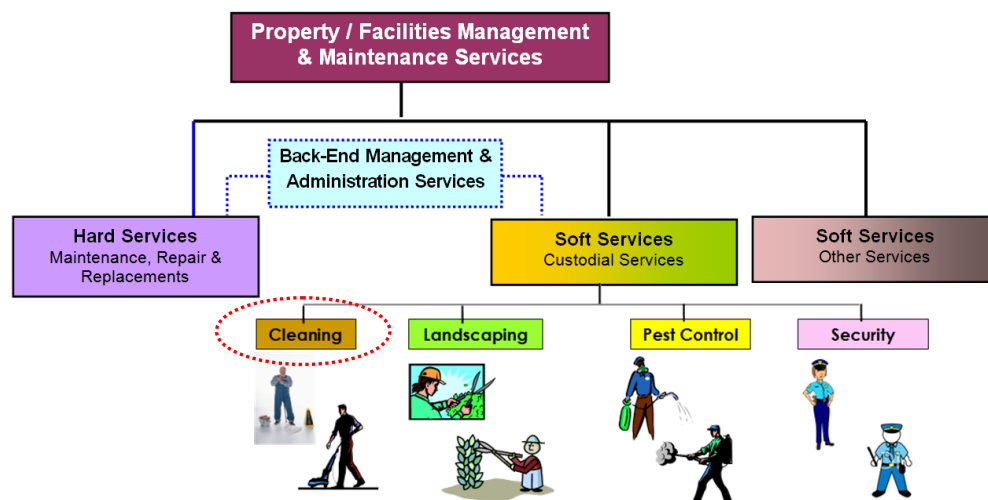 Property / Facilities Management
& Maintenance Services
Back-End Management &
Administration Services
Hard Services
Maintenance, Repair &
Replacements
Soft Services
Custodial Services
Soft Services
Other Services
Cleaning
Landscaping
Pest Control
Security